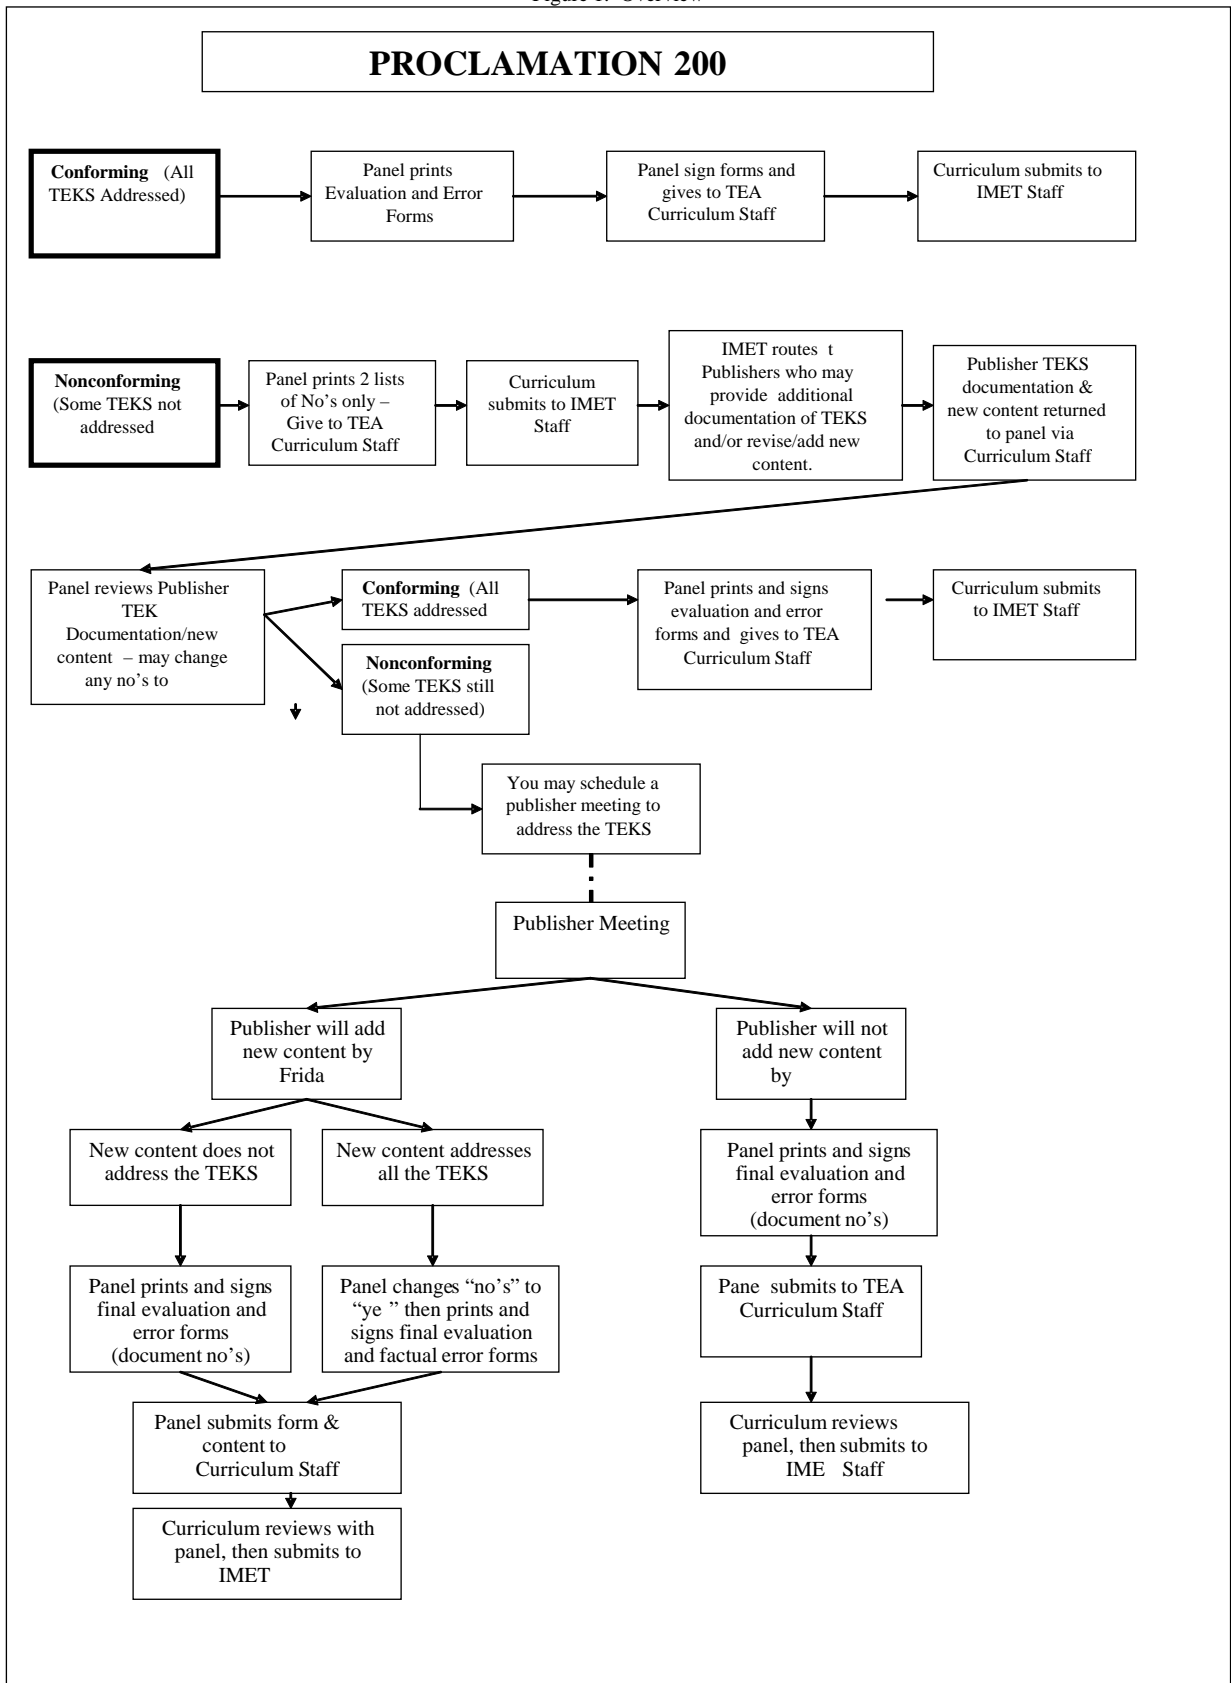 Figure 1. Overview
PROCLAMATION 200
Conforming (All
TEKS Addressed)
Panel prints
Evaluation and Error
Forms
Panel sign forms and
gives to TEA
Curriculum Staff
Curriculum submits to
IMET Staff
Nonconforming
(Some TEKS not
addressed
Panel prints 2 lists
of No's only –
Give to TEA
Curriculum Staff
Curriculum
submits to IMET
Staff
IMET routes t
Publishers who may
provide additional
documentation of TEKS
and/or revise/add new
content.
Publisher TEKS
documentation &
new content returned
to panel via
Curriculum Staff
Panel reviews Publisher
TEK
Documentation/new
content – may change
any no's to
Conforming (All
TEKS addressed
Panel prints and signs
evaluation and error
forms and gives to TEA
Curriculum Staff
Curriculum submits
to IMET Staff
Nonconforming
(Some TEKS still
not addressed)
You may schedule a
publisher meeting to
address the TEKS
Publisher Meeting
Publisher will add
new content by
Frida
Publisher will not
add new content
by
New content does not
address the TEKS
New content addresses
all the TEKS
Panel prints and signs
final evaluation and
error forms
(document no's)
Panel prints and signs
final evaluation and
error forms
(document no's)
Panel changes "no's" to
"ye " then prints and
signs final evaluation
and factual error forms
Pane submits to TEA
Curriculum Staff
Panel submits form &
content to
Curriculum Staff
Curriculum reviews
panel, then submits to
IME Staff
Curriculum reviews with
panel, then submits to
IMET